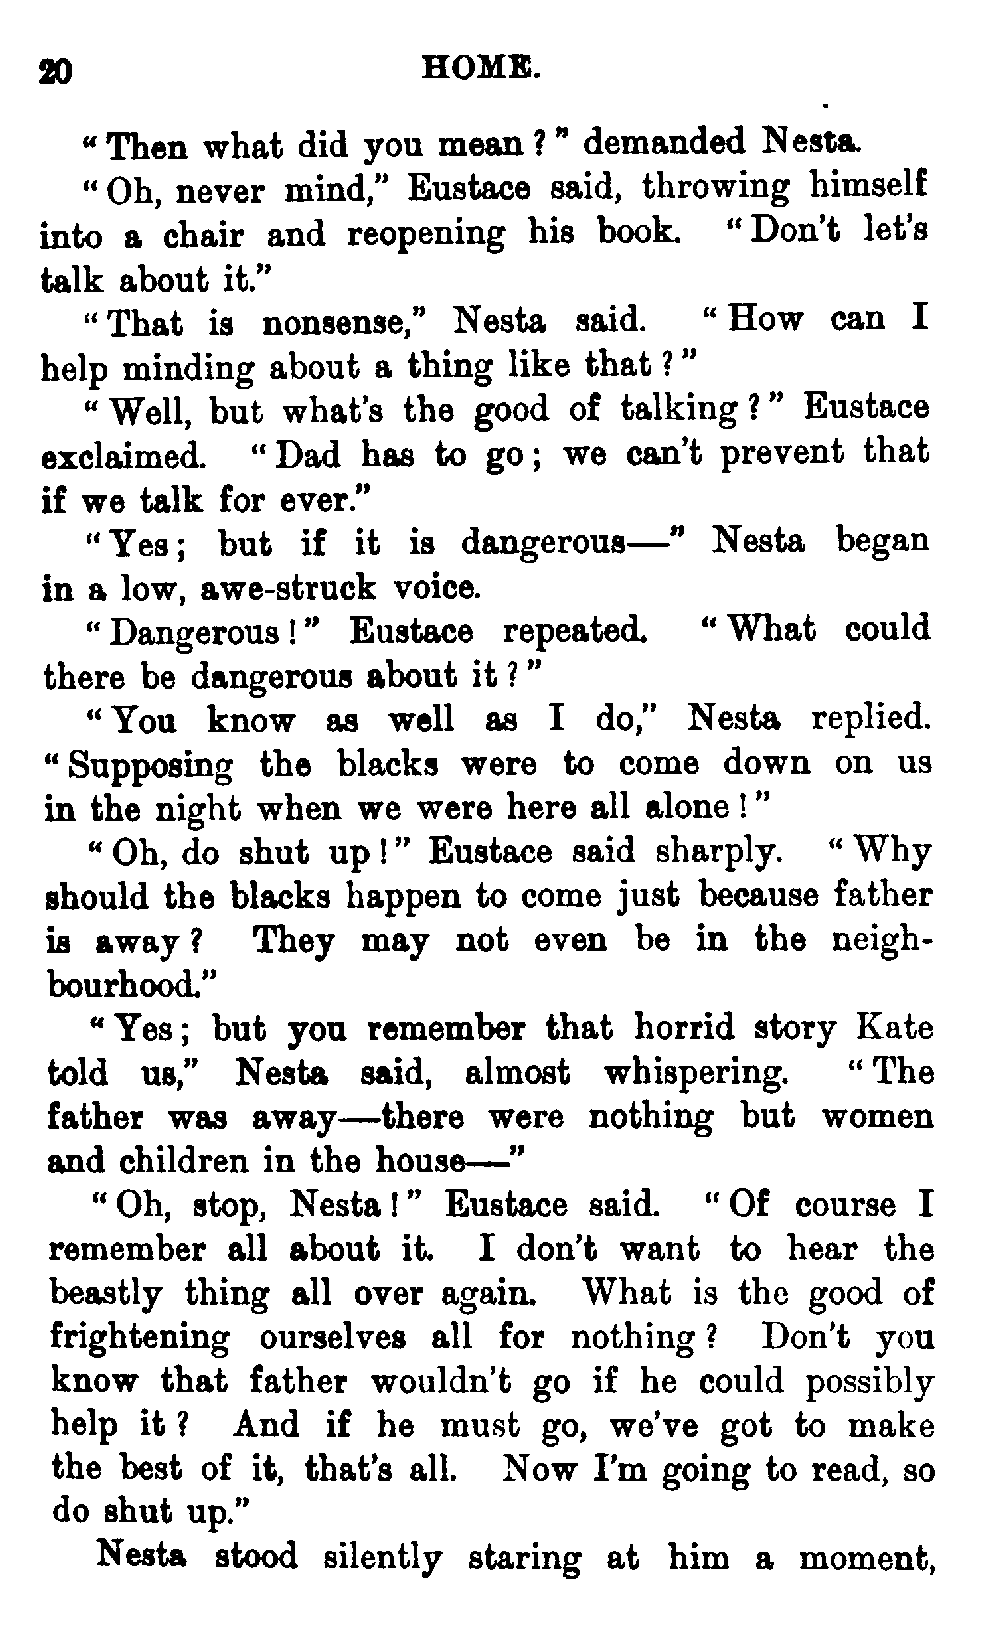 20 HOME.
“Then what did you mean?” demanded Nesta.
“Oh, never mind,” Eustace said, throwing himself
into a chair and reopening his book. “Don't let's
talk about it.”
“That is nonsense,” Nesta said. “How can I
help minding about a thing like that?”
“Well, but what's the good of talking?” Eustace
exclaimed. “Dad has to go; we can't prevent that
if we talk for ever.”
“Yes; but if it is dangerous—” Nesta began
in a low, awe-struck voice.
“Dangerous!” Eustace repeated. “What could
there be dangerous about it?”
“You know as well as I do,” Nesta replied.
“Supposing the blacks were to come down on us
in the night when we were here all alone!”
“Oh, do shut up!” Eustace said sharply. “Why
should the blacks happen to come just because father
is away? They may not even be in the neigh-
bourhood.”
“Yes; but you remember that horrid story Kate
told us,” Nesta said, almost whispering. “The
father was away—there were nothing but women
and children in the house—”
“Oh, stop, Nesta!” Eustace said. “Of course I
remember all about it. I don't want to hear the
beastly thing all over again. What is the good of
frightening ourselves all for nothing? Don't you
know that father wouldn't go if he could possibly
help it? And if he must go, we've got to make
the best of it, that's all. Now I'm going to read, so
do shut up.”
Nesta stood silently staring at him a moment,